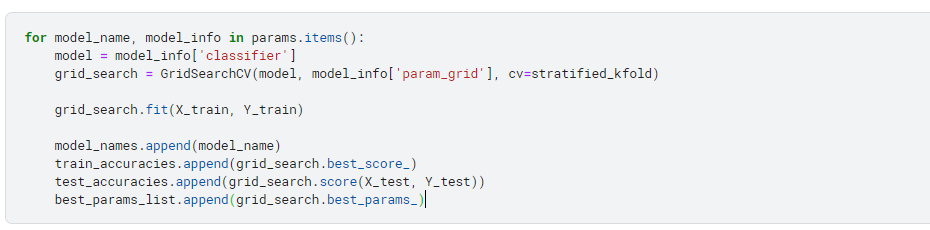 for model_name, model_info in params.items():
    model = model_info['classifier']
    grid_search = GridSearchCV(model, model_info['param_grid'], cv=stratified_kfold)

    grid_search.fit(X_train, Y_train)

    model_names.append(model_name)
    train_accuracies.append(grid_search.best_score_)
    test_accuracies.append(grid_search.score(X_test, Y_test))
    best_params_list.append(grid_search.best_params_)